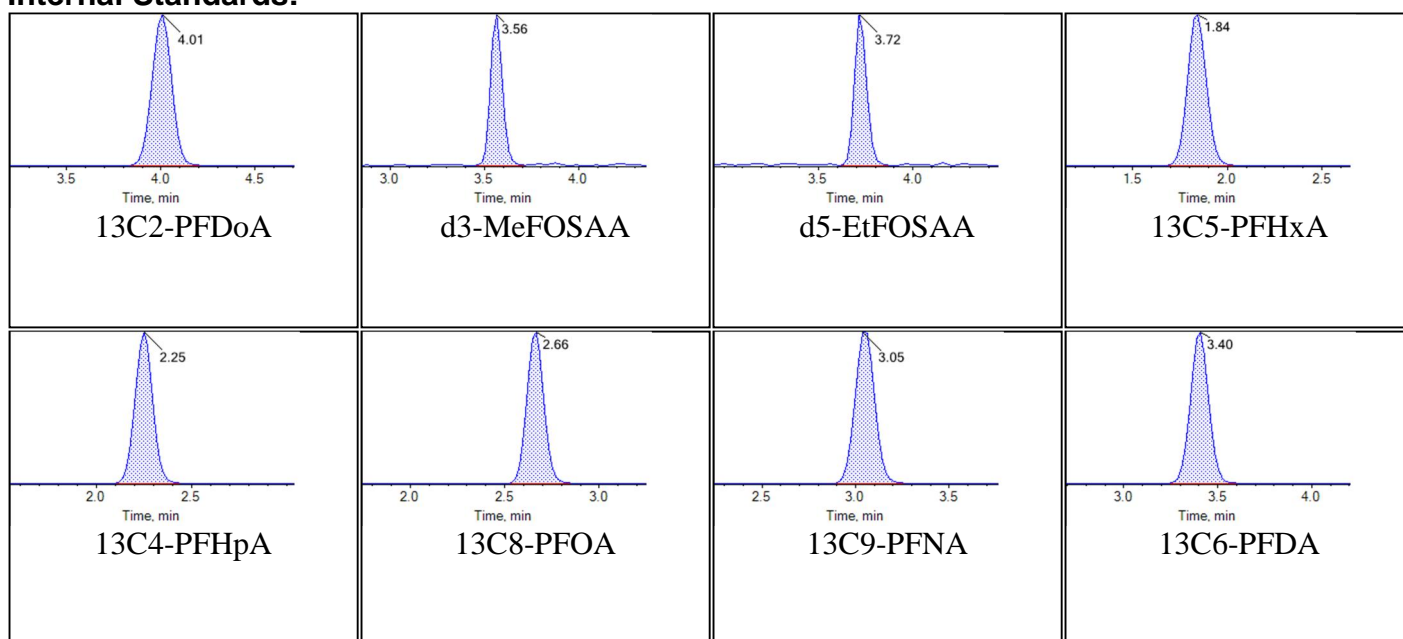 Internal Standards:
4.01
3.5 4.0 4.5
Time, min
13C2-PFDoA
3.56
3.0 3.5 4.0
Time, min
d3-MeFOSAA
3.72
3.5 4.0
Time, min
d5-EtFOSAA
1.84
1.5 2.0 2.5
Time, min
13C5-PFHxA
2.25
2.0 2.5
Time, min
13C4-PFHpA
2.66
2.0 2.5 3.0
Time, min
13C8-PFOA
3.05
2.5 3.0 3.5
Time, min
13C9-PFNA
3.40
3.0 3.5 4.0
Time, min
13C6-PFDA